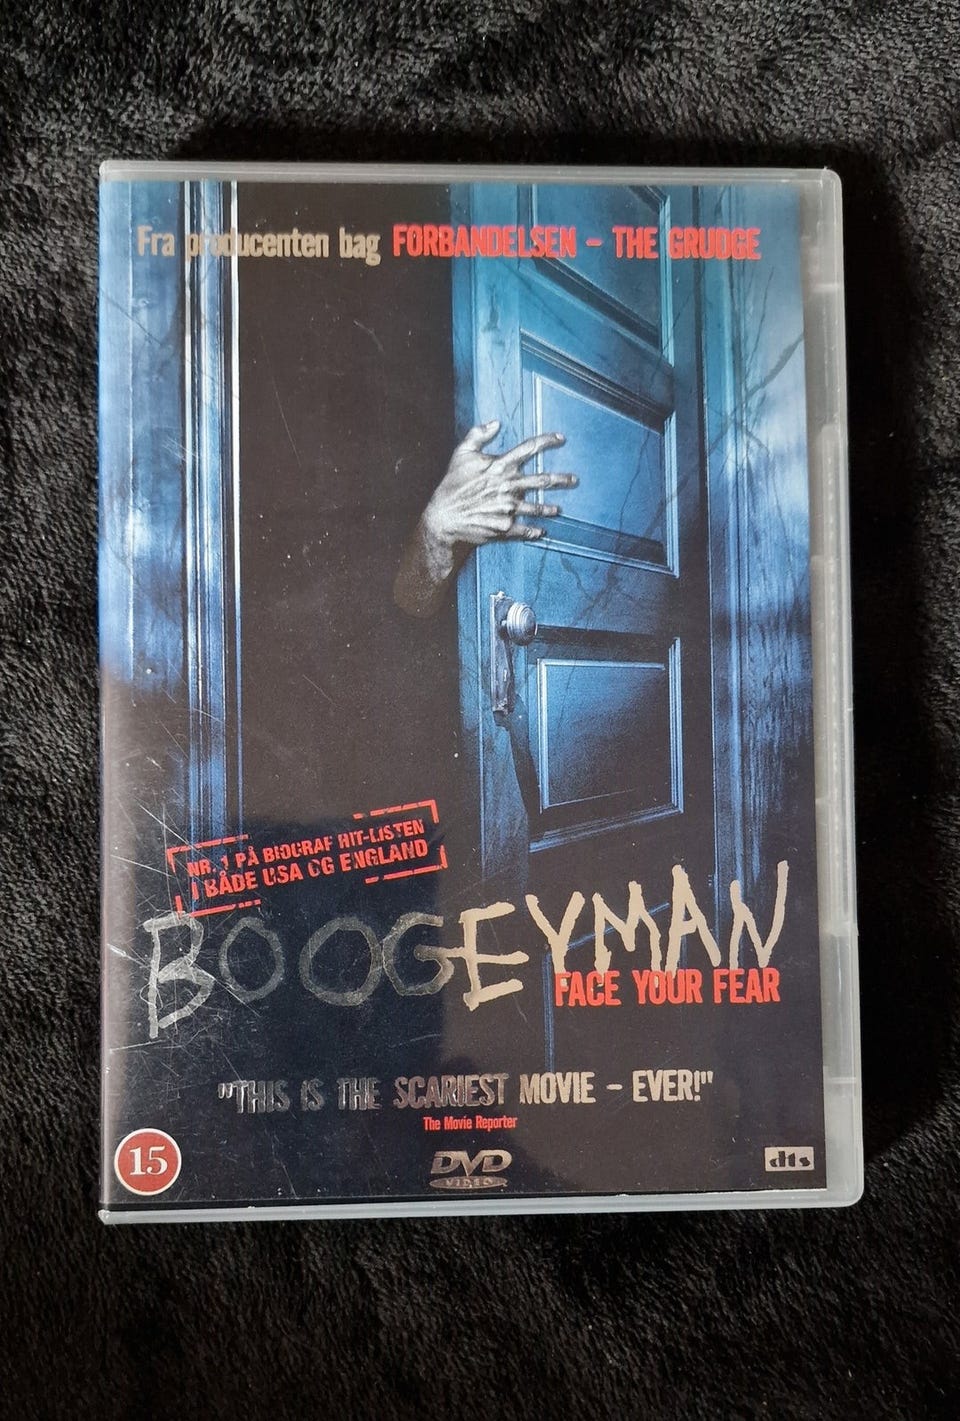 Fra producenten bag FORBANDELSEN - THE GRUDGE
NR. 1 PÅ BIOGRAF HIT-LISTEN
I BÅDE USA OG ENGLAND
BOOGEYMAN
FACE YOUR FEAR
"THIS IS THE SCARIEST MOVIE - EVER!"
The Movie Reporter
15
DVD
VIDEO
dts